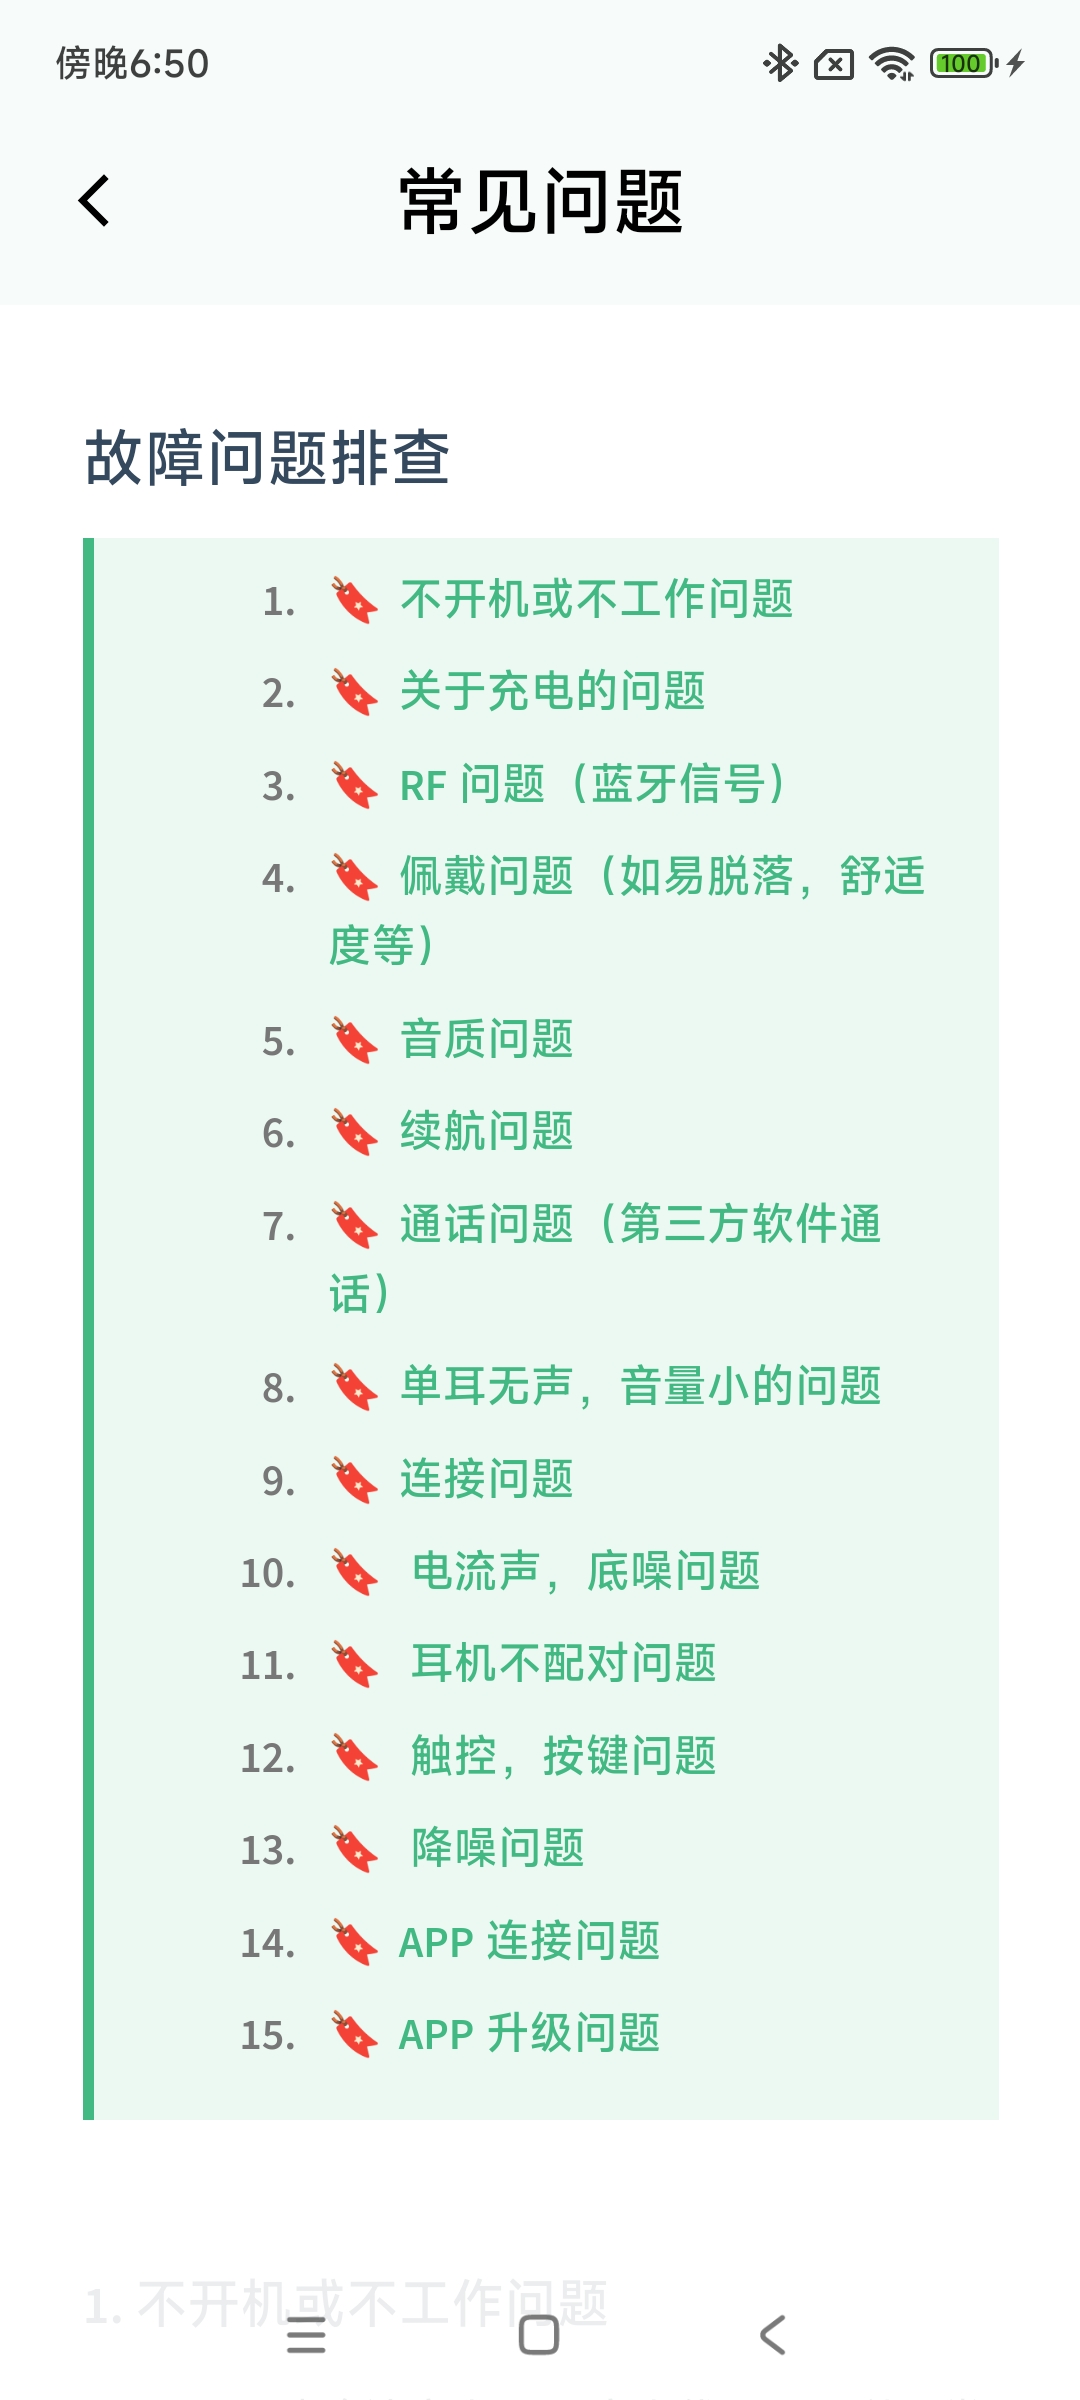 傍晚6:50
100
常见问题
故障问题排查
1. 不开机或不工作问题
2. 关于充电的问题
3. RF 问题（蓝牙信号）
4. 佩戴问题（如易脱落，舒适
度等）
5. 音质问题
6. 续航问题
7. 通话问题（第三方软件通
话）
8. 单耳无声，音量小的问题
9. 连接问题
10. 电流声，底噪问题
11. 耳机不配对问题
12. 触控，按键问题
13. 降噪问题
14. APP 连接问题
15. APP 升级问题
1. 不开机或不工作问题